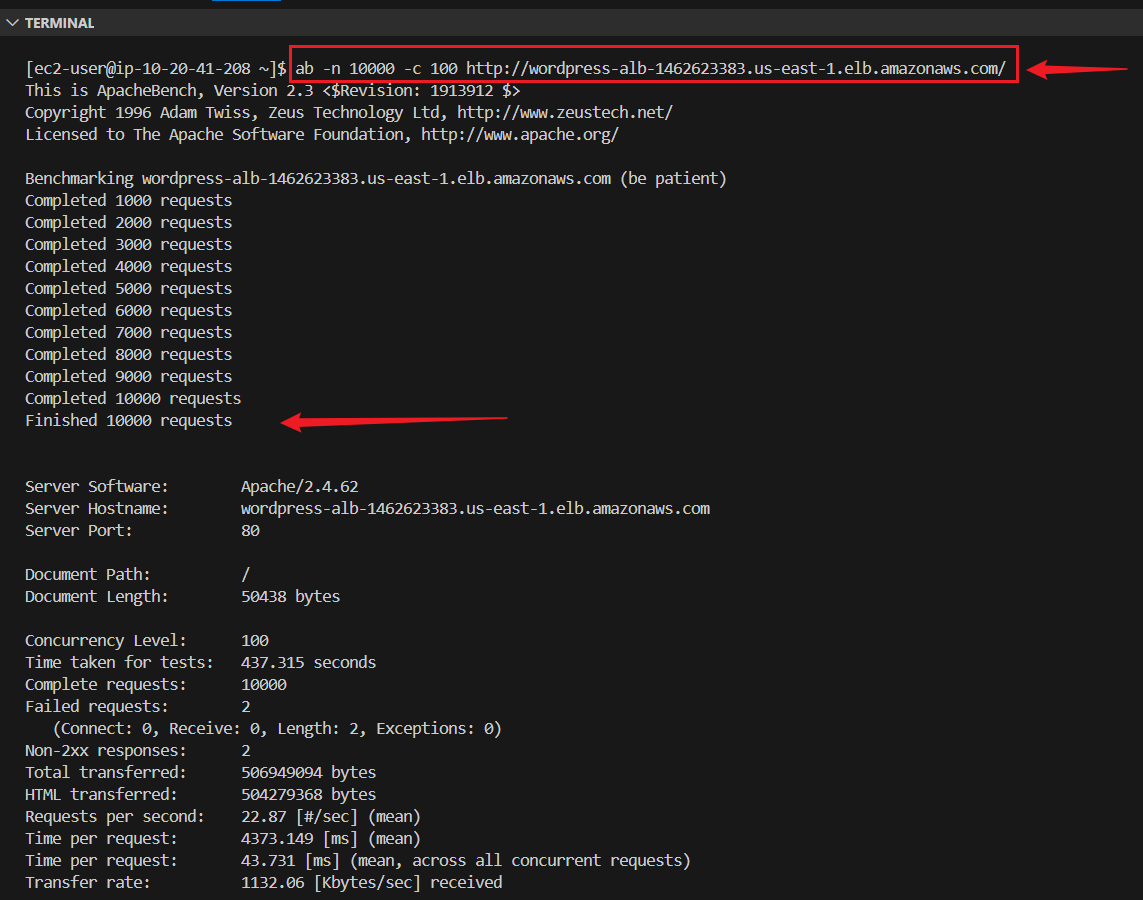 TERMINAL
[ec2-user@ip-10-20-41-208 ~]$ ab -n 10000 -c 100 http://wordpress-alb-1462623383.us-east-1.elb.amazonaws.com/
This is ApacheBench, Version 2.3 <$Revision: 1913912 $>
Copyright 1996 Adam Twiss, Zeus Technology Ltd, http://www.zeustech.net/
Licensed to The Apache Software Foundation, http://www.apache.org/

Benchmarking wordpress-alb-1462623383.us-east-1.elb.amazonaws.com (be patient)
Completed 1000 requests
Completed 2000 requests
Completed 3000 requests
Completed 4000 requests
Completed 5000 requests
Completed 6000 requests
Completed 7000 requests
Completed 8000 requests
Completed 9000 requests
Completed 10000 requests
Finished 10000 requests

Server Software:        Apache/2.4.62
Server Hostname:        wordpress-alb-1462623383.us-east-1.elb.amazonaws.com
Server Port:            80

Document Path:          /
Document Length:        50438 bytes

Concurrency Level:      100
Time taken for tests:   437.315 seconds
Complete requests:      10000
Failed requests:        2
   (Connect: 0, Receive: 0, Length: 2, Exceptions: 0)
Non-2xx responses:      2
Total transferred:      506949094 bytes
HTML transferred:       504279368 bytes
Requests per second:    22.87 [#/sec] (mean)
Time per request:       4373.149 [ms] (mean)
Time per request:       43.731 [ms] (mean, across all concurrent requests)
Transfer rate:          1132.06 [Kbytes/sec] received